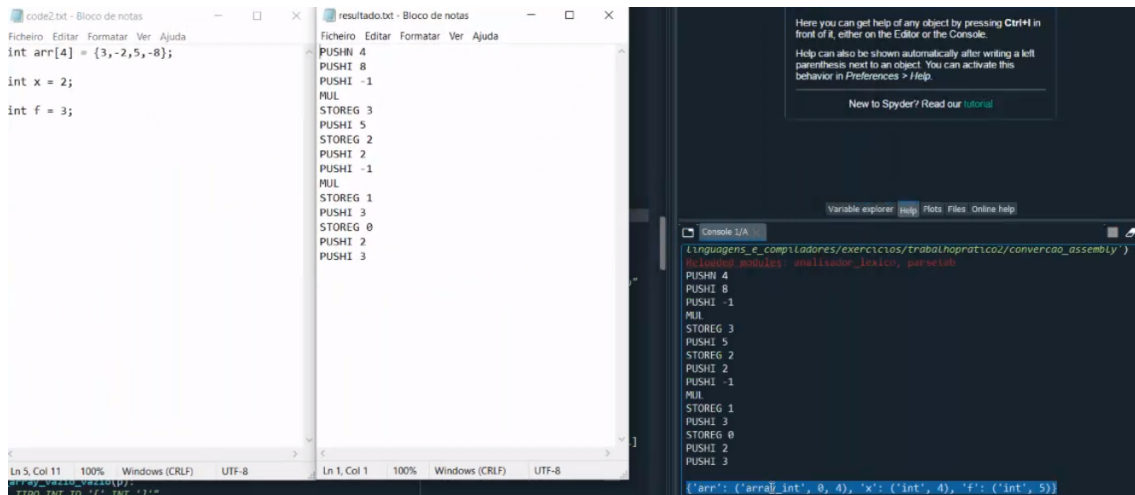 code2.txt - Bloco de notas
Ficheiro Editar Formatar Ver Ajuda
int arr[4] = {3,-2,5,-8};
int x = 2;
int f = 3;
Ln 5, Col 11 100% Windows (CRLF) UTF-8
resultado.txt - Bloco de notas
Ficheiro Editar Formatar Ver Ajuda
PUSHN 4
PUSHI 8
PUSHI -1
MUL
STOREG 3
PUSHI 5
STOREG 2
PUSHI 2
PUSHI -1
MUL
STOREG 1
PUSHI 3
STOREG 0
PUSHI 2
PUSHI 3
Ln 1, Col 1 100% Windows (CRLF) UTF-8
Here you can get help of any object by pressing Ctrl+I in
front of it, either on the Editor or the Console.
Help can also be shown automatically after writing a left
parenthesis next to an object. You can activate this
behavior in Preferences > Help.
New to Spyder? Read our tutorial
Variable explorer Help Plots Files Online help
Console 1/A
linguagens_e_compiladores/exercicios/trabalhopratico2/convercao_assembly')
Reloaded modules: analisador_lexico, parsetab
PUSHN 4
PUSHI 8
PUSHI -1
MUL
STOREG 3
PUSHI 5
STOREG 2
PUSHI 2
PUSHI -1
MUL
STOREG 1
PUSHI 3
STOREG 0
PUSHI 2
PUSHI 3
{'arr': ('array_int', 0, 4), 'x': ('int', 4), 'f': ('int', 5)}
array_vazio_vazio(p):